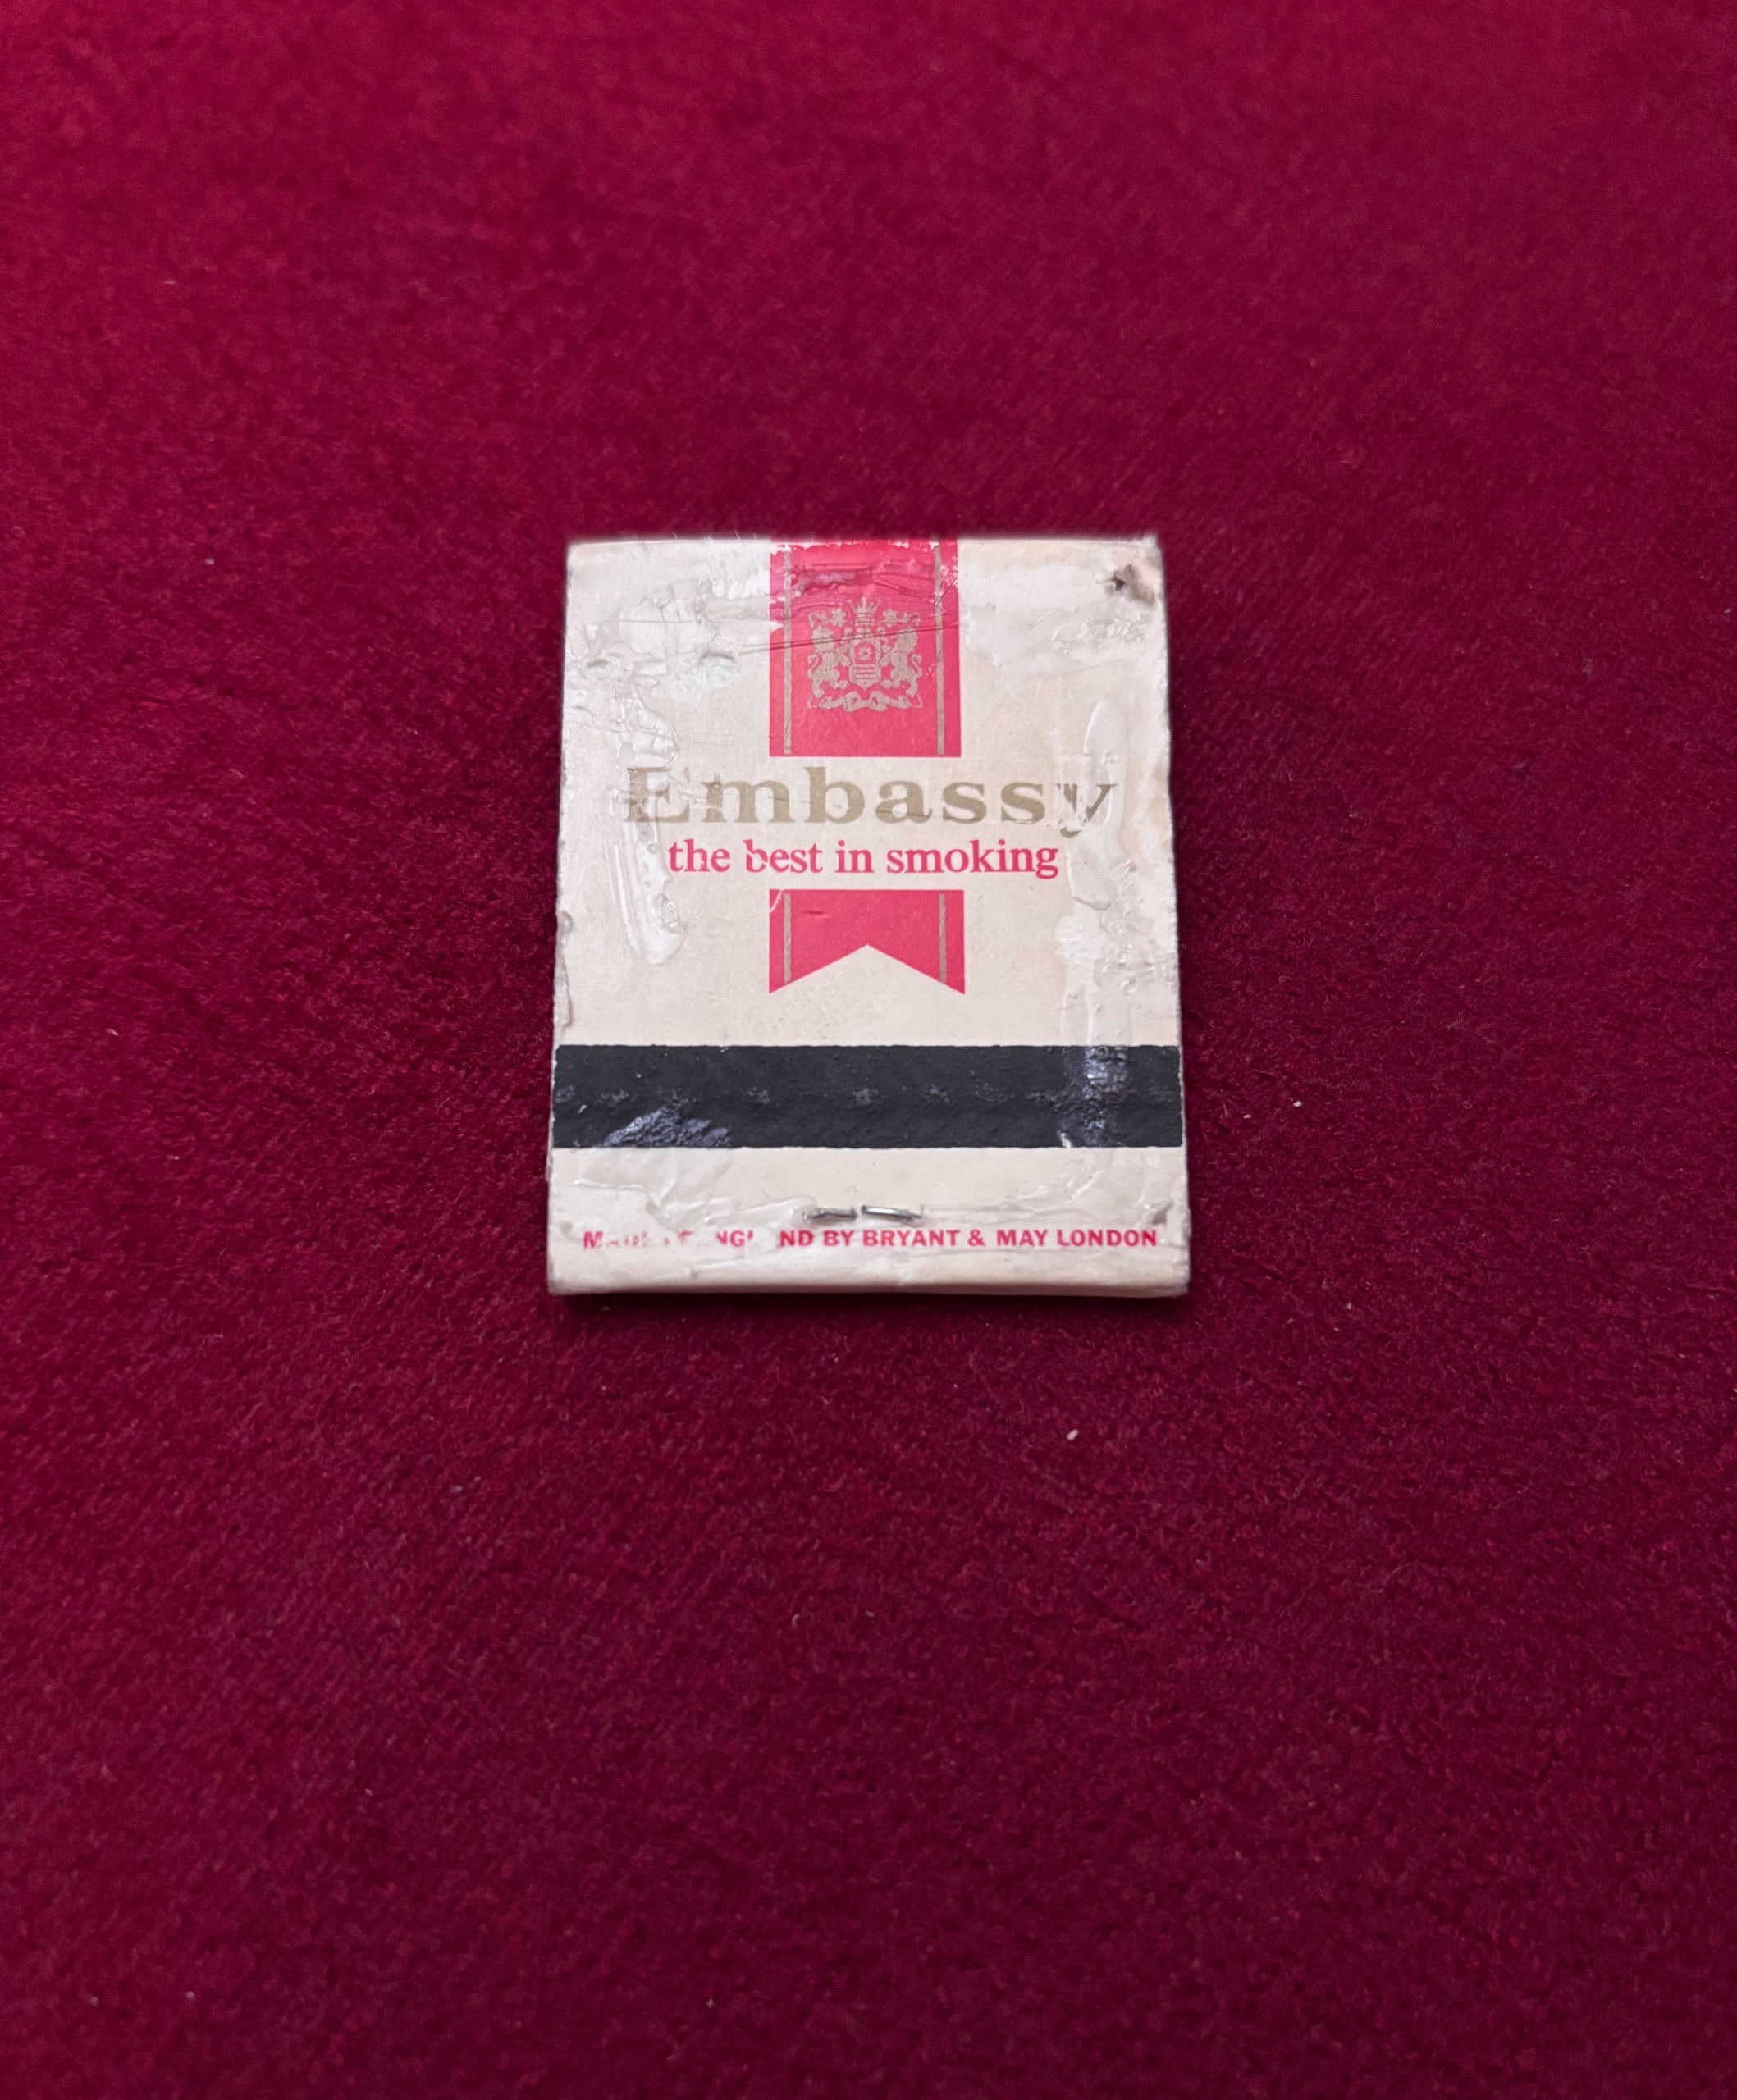 Embassy
the best in smoking
BY BRYANT & MAY LONDON